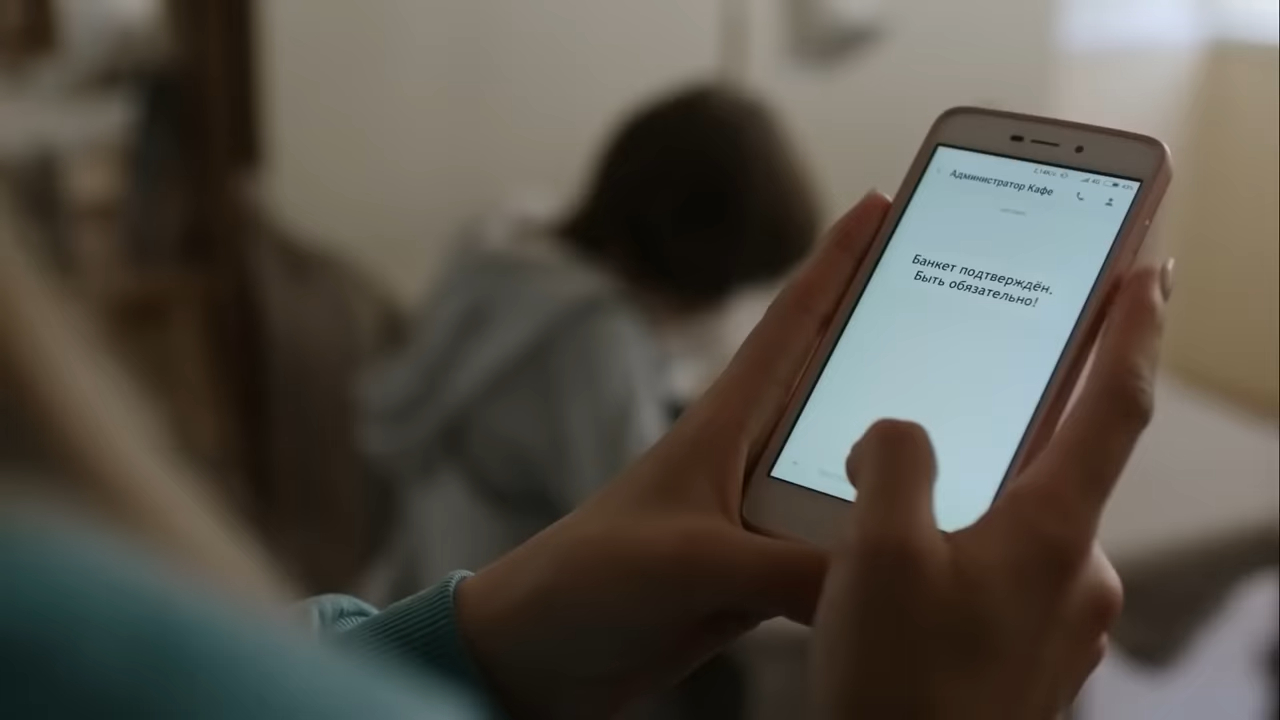 Администратор Кафе
Банкет подтверждён.
Быть обязательно!